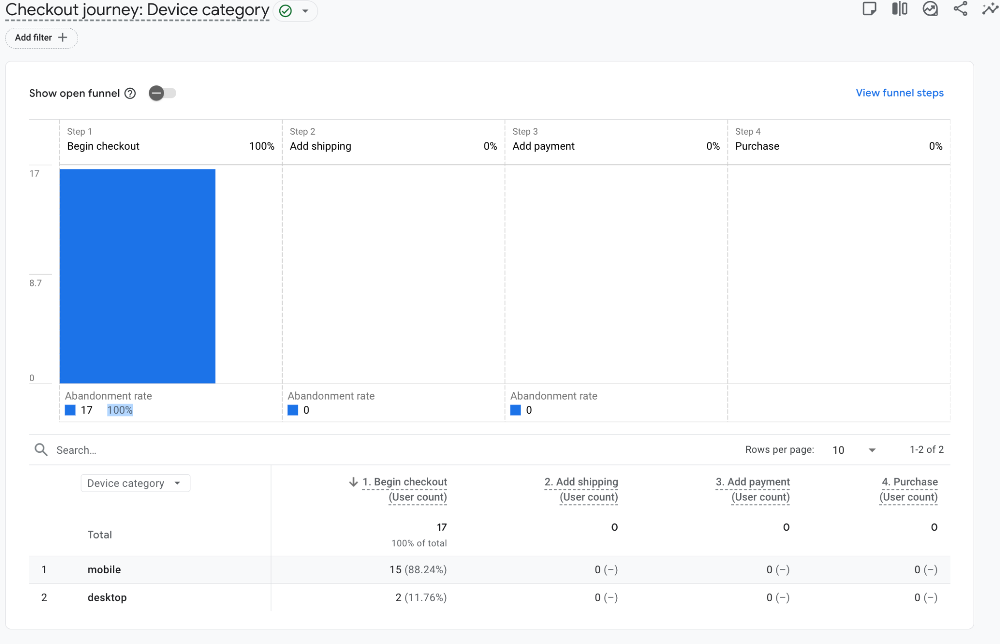 Checkout journey: Device category
Add filter +
Show open funnel
View funnel steps
Step 1
Begin checkout 100%
Step 2
Add shipping 0%
Step 3
Add payment 0%
Step 4
Purchase 0%
17
8.7
0
Abandonment rate
17 100%
Abandonment rate
0
Abandonment rate
0
Search...
Rows per page: 10 1-2 of 2
Device category
1. Begin checkout
(User count)
2. Add shipping
(User count)
3. Add payment
(User count)
4. Purchase
(User count)
Total
17
100% of total
0
0
0
1 mobile 15 (88.24%) 0 (–) 0 (–) 0 (–)
2 desktop 2 (11.76%) 0 (–) 0 (–) 0 (–)